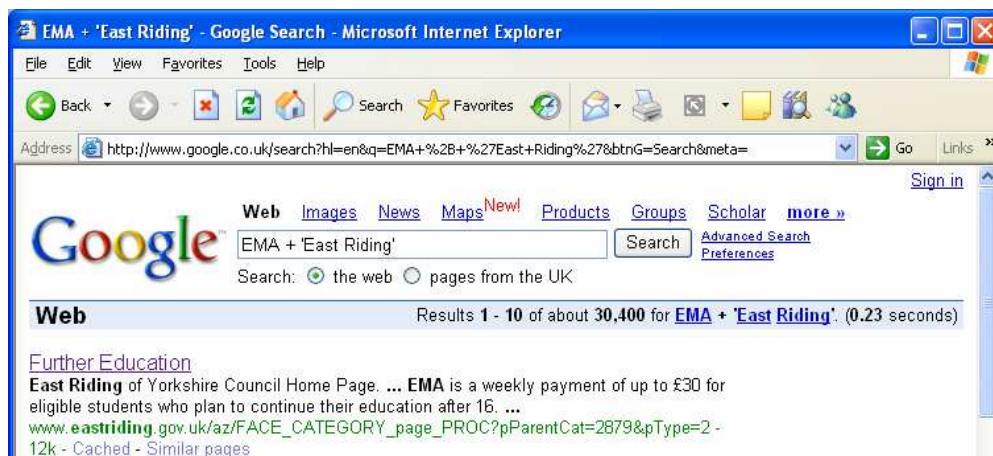 EMA + 'East Riding' - Google Search - Microsoft Internet Explorer
File Edit View Favorites Tools Help
Back Search Favorites
Address http://www.google.co.uk/search?hl=en&q=EMA+%2B+%27East+Riding%27&btnG=Search&meta= Go Links »
Sign in
Web Images News Maps New! Products Groups Scholar more »
Google™
EMA + 'East Riding' Search Advanced Search
Preferences
Search: the web pages from the UK
Web Results 1 - 10 of about 30,400 for EMA + 'East Riding'. (0.23 seconds)
Further Education
East Riding of Yorkshire Council Home Page. ... EMA is a weekly payment of up to £30 for
eligible students who plan to continue their education after 16. ...
www.eastriding.gov.uk/az/FACE_CATEGORY_page_PROC?pParentCat=2879&pType=2 -
12k - Cached - Similar pages